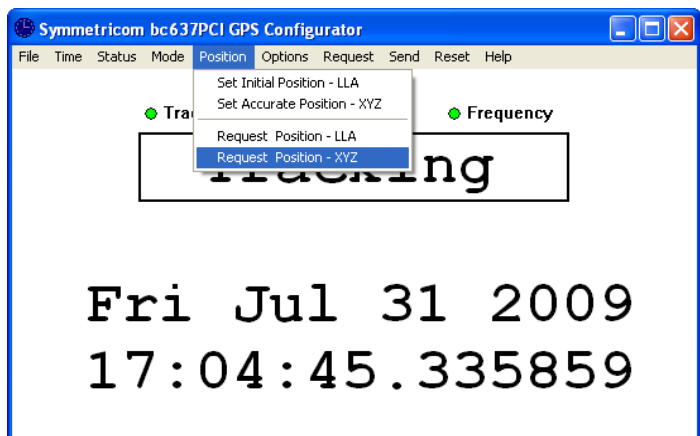 Symmetricom bc637PCI GPS Configurator
File Time Status Mode Position Options Request Send Reset Help
Set Initial Position - LLA
Set Accurate Position - XYZ
Frequency
Request Position - LLA
Request Position - XYZ
Tracking
Fri Jul 31 2009
17:04:45.335859